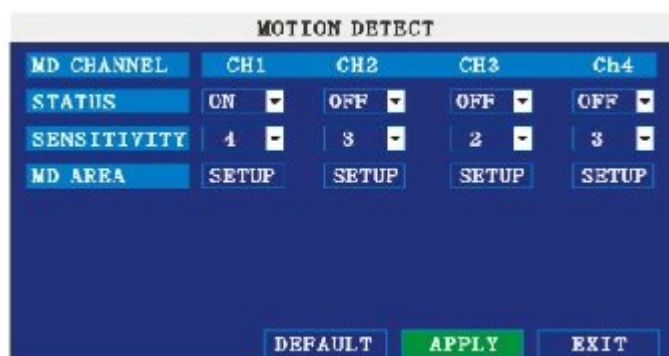 MOTION DETECT
MD CHANNEL CH1 CH2 CH3 Ch4
STATUS ON OFF OFF OFF
SENSITIVITY 4 3 2 3
MD AREA SETUP SETUP SETUP SETUP
DEFAULT APPLY EXIT